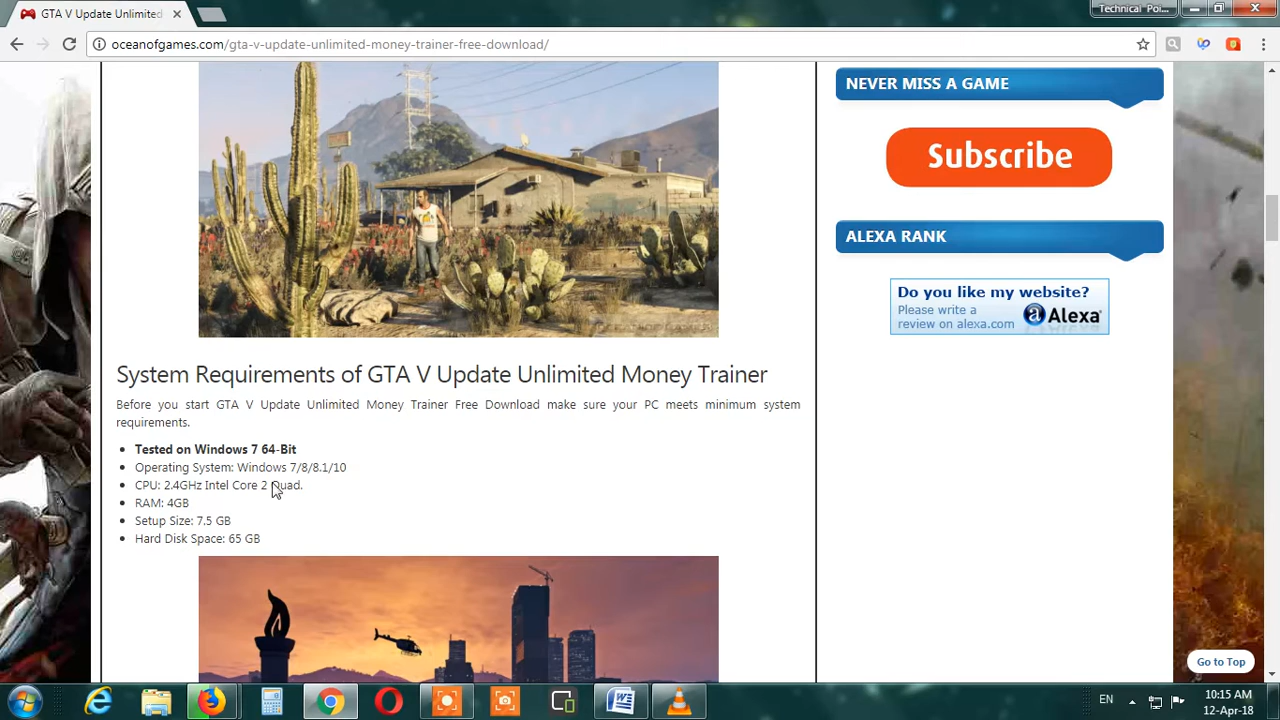 GTA V Update Unlimited
Technical Poi...
oceanofgames.com/gta-v-update-unlimited-money-trainer-free-download/
NEVER MISS A GAME
Subscribe
ALEXA RANK
Do you like my website?
Please write a
review on alexa.com
a Alexa
System Requirements of GTA V Update Unlimited Money Trainer
Before you start GTA V Update Unlimited Money Trainer Free Download make sure your PC meets minimum system
requirements.
Tested on Windows 7 64-Bit
Operating System: Windows 7/8/8.1/10
CPU: 2.4GHz Intel Core 2 Quad.
RAM: 4GB
Setup Size: 7.5 GB
Hard Disk Space: 65 GB
Go to Top
EN
10:15 AM
12-Apr-18